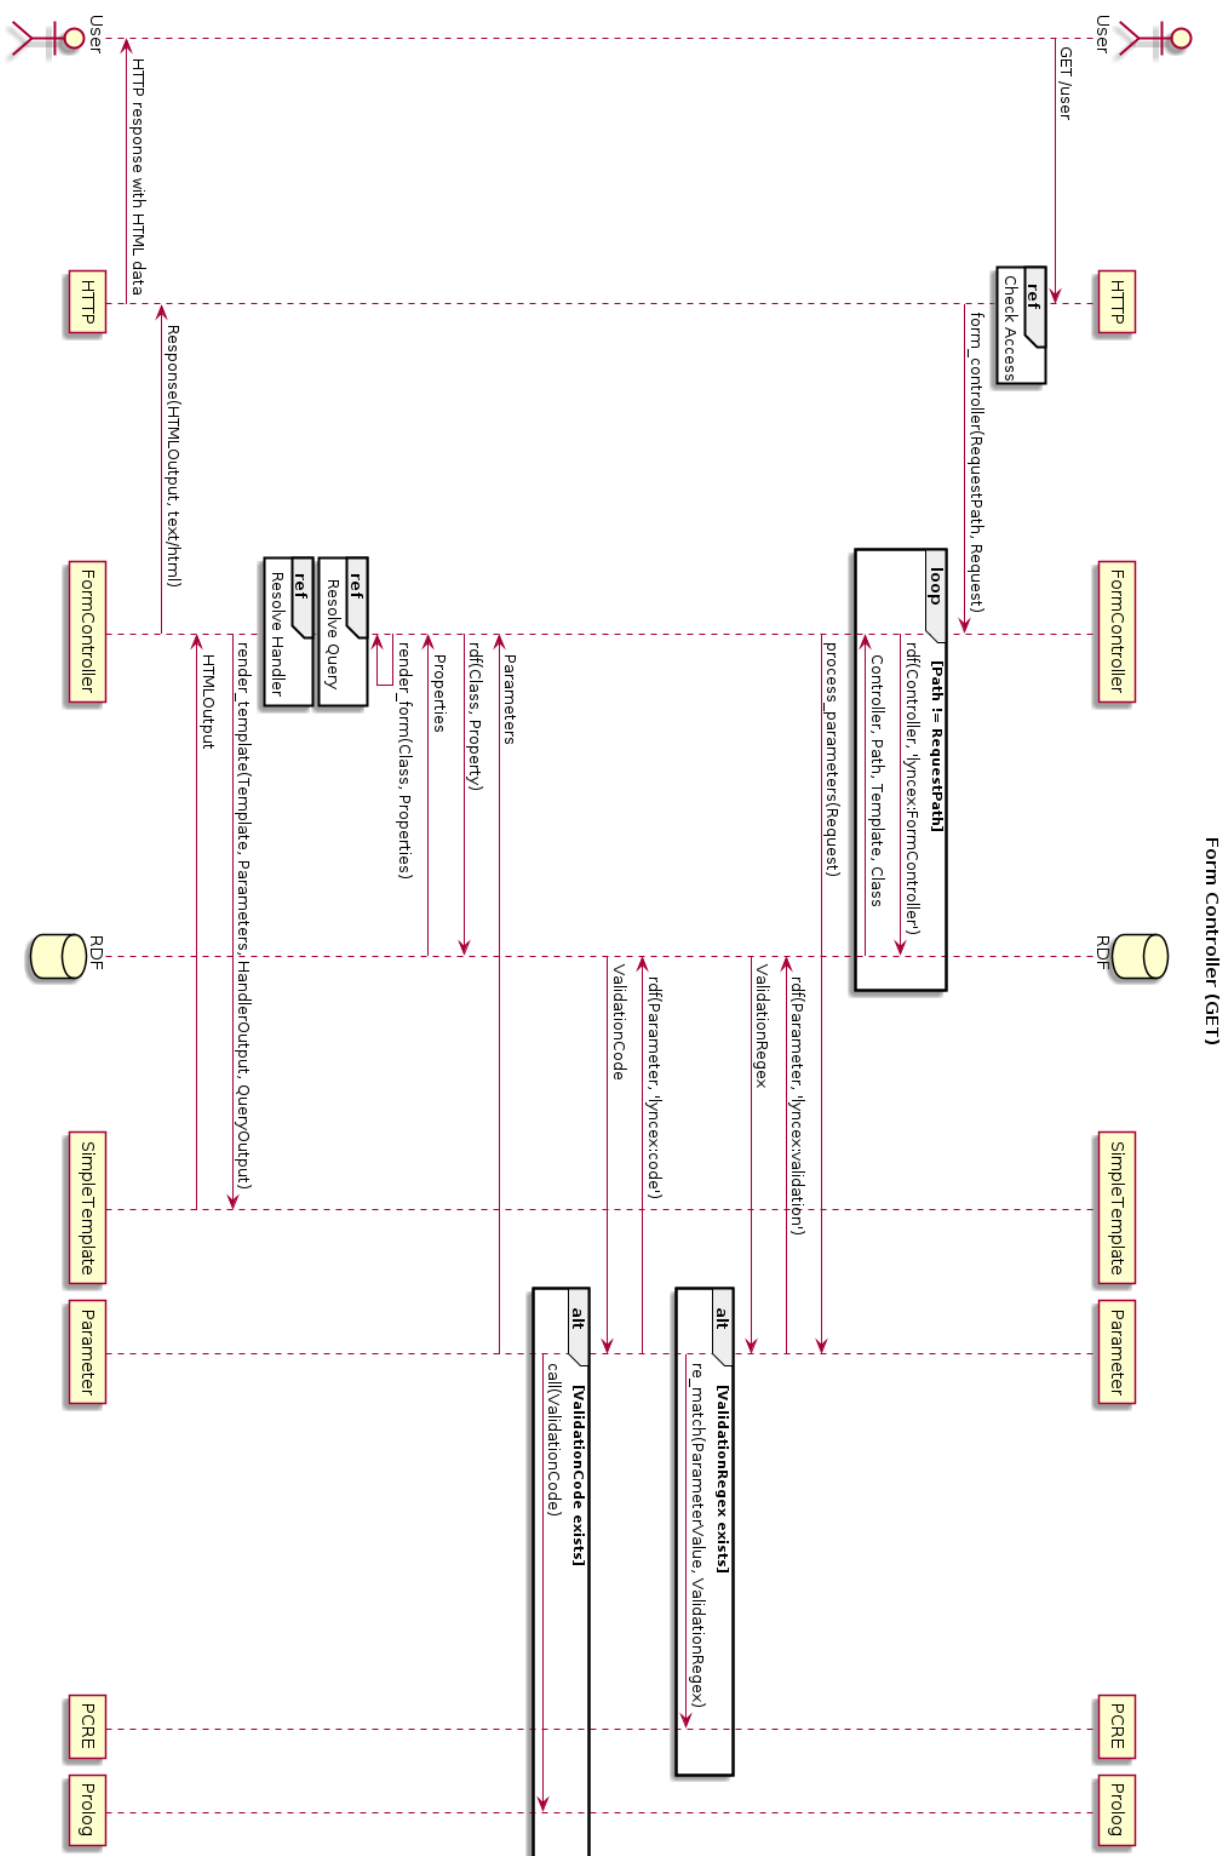 Form Controller (GET)
User
HTTP
FormController
RDF
SimpleTemplate
Parameter
PCRE
Prolog
GET /user
ref
Check Access
form_controller(RequestPath, Request)
loop
[Path != RequestPath]
rdf(Controller, 'lyncex:FormController')
Controller, Path, Template, Class
process_parameters(Request)
rdf(Parameter, 'lyncex:validation')
ValidationRegex
alt
[ValidationRegex exists]
re_match(ParameterValue, ValidationRegex)
rdf(Parameter, 'lyncex:code')
ValidationCode
alt
[ValidationCode exists]
call(ValidationCode)
Parameters
rdf(Class, Property)
Properties
render_form(Class, Properties)
ref
Resolve Query
ref
Resolve Handler
render_template(Template, Parameters, HandlerOutput, QueryOutput)
HTMLOutput
Response(HTMLOutput, text/html)
HTTP response with HTML data
User
HTTP
FormController
RDF
SimpleTemplate
Parameter
PCRE
Prolog